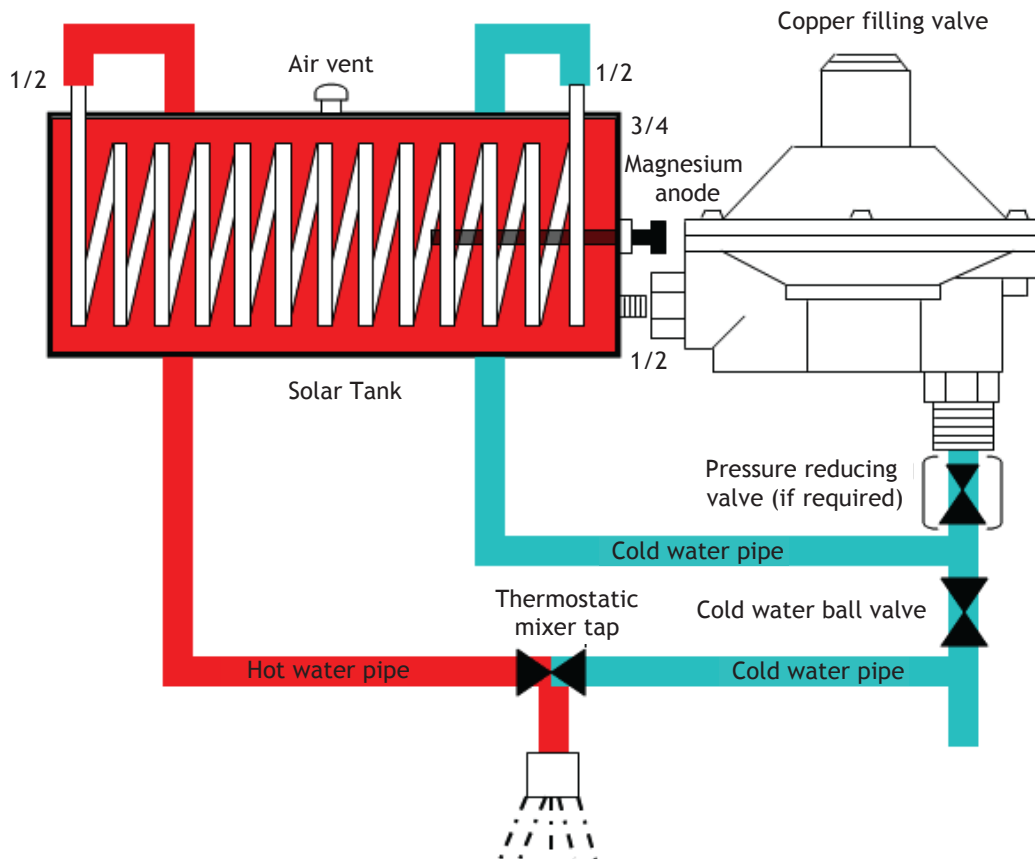 Copper filling valve
Air vent
1/2
1/2
3/4
Magnesium
anode
1/2
Solar Tank
Pressure reducing
valve (if required)
Cold water pipe
Thermostatic
mixer tap
Cold water ball valve
Hot water pipe
Cold water pipe